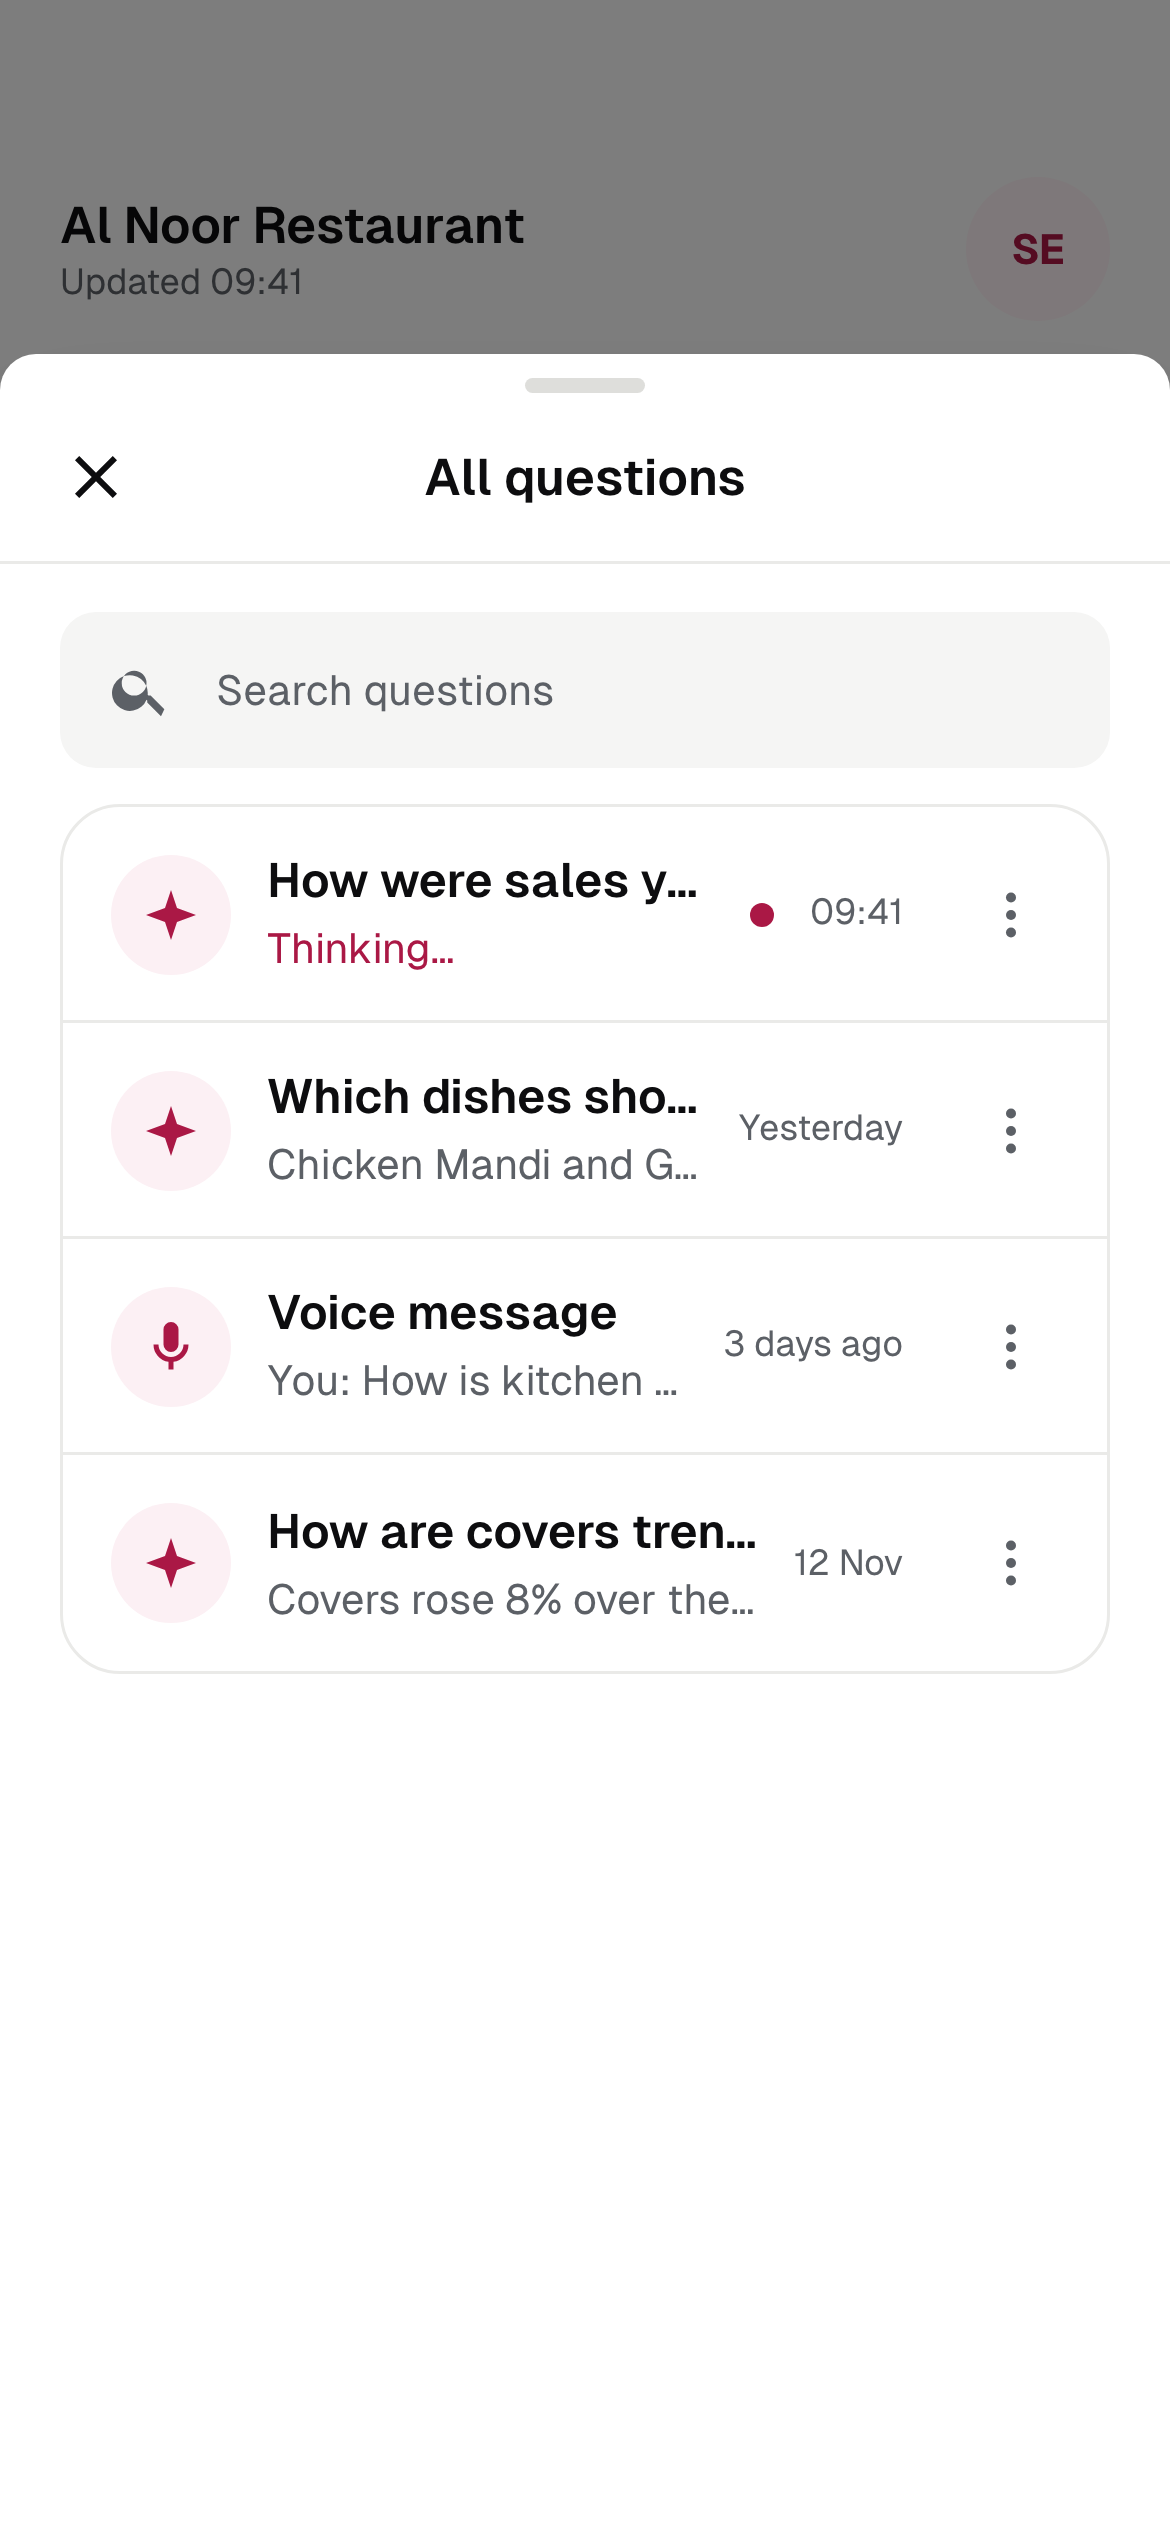 Al Noor Restaurant
Updated 09:41
SE
All questions
Search questions
How were sales y...
09:41
Thinking...
Which dishes sho...
Yesterday
Chicken Mandi and G...
Voice message
3 days ago
You: How is kitchen ...
How are covers tren...
12 Nov
Covers rose 8% over the...